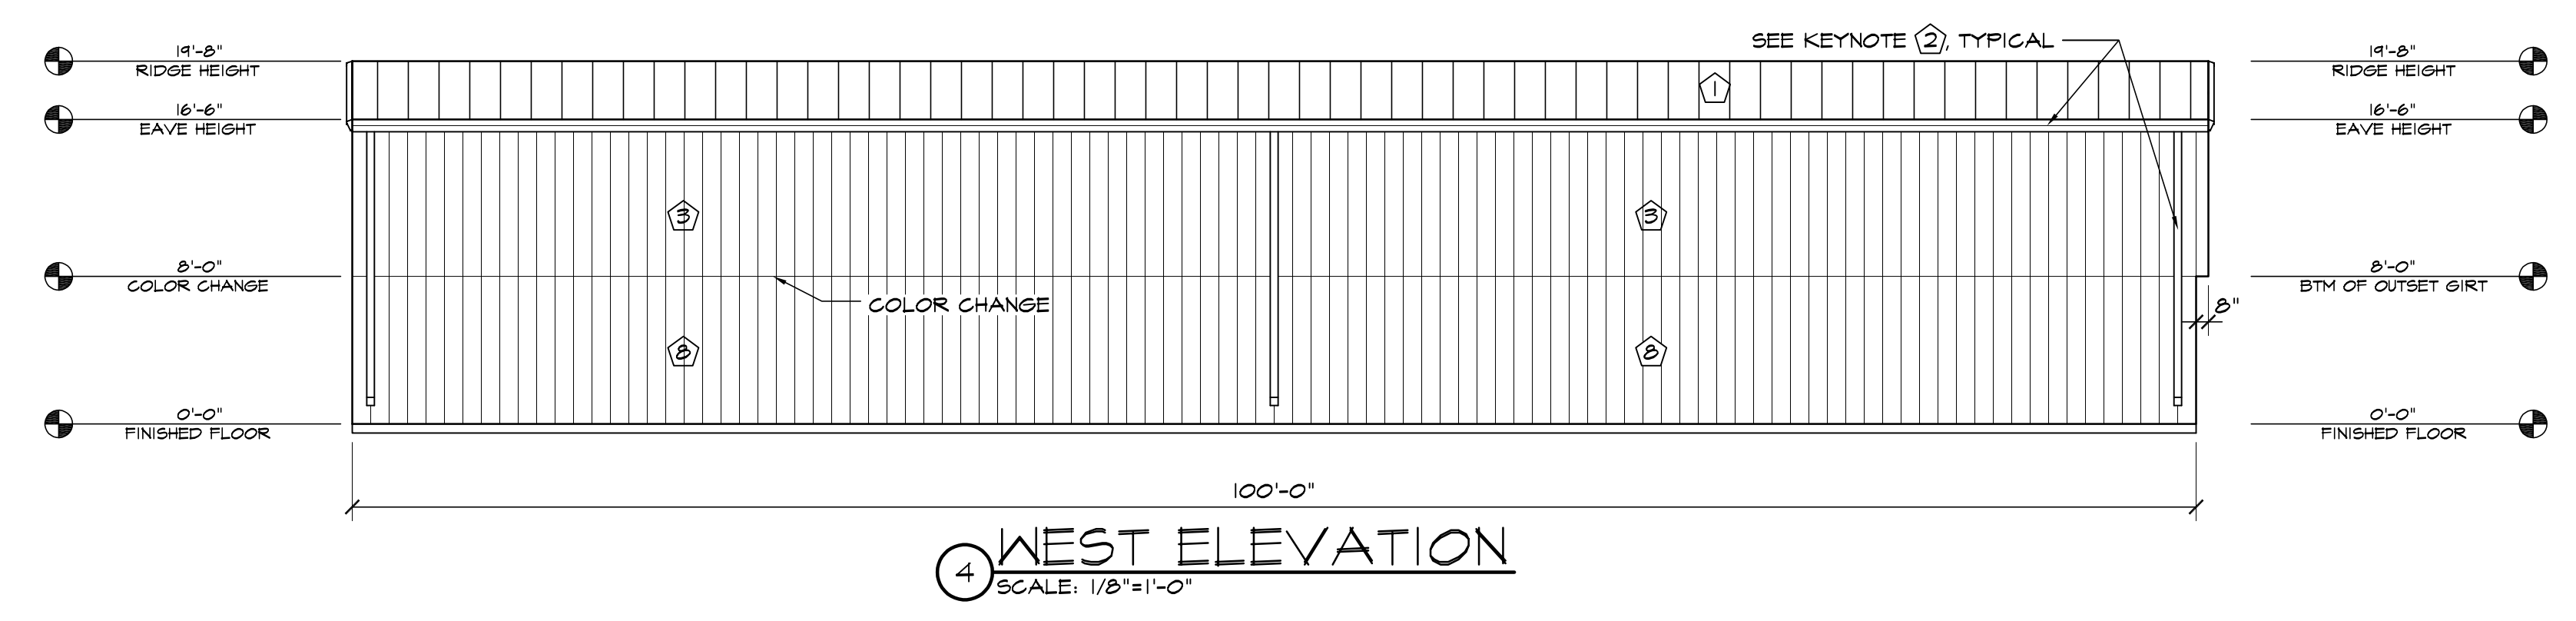 SEE KEYNOTE 2, TYPICAL
19'-8"
RIDGE HEIGHT
19'-8"
RIDGE HEIGHT
1
16'-6"
EAVE HEIGHT
16'-6"
EAVE HEIGHT
3
3
8'-0"
COLOR CHANGE
8'-0"
BTM OF OUTSET GIRT
COLOR CHANGE
8"
8
8
0'-0"
FINISHED FLOOR
0'-0"
FINISHED FLOOR
100'-0"
4
WEST ELEVATION
SCALE: 1/8"=1'-0"